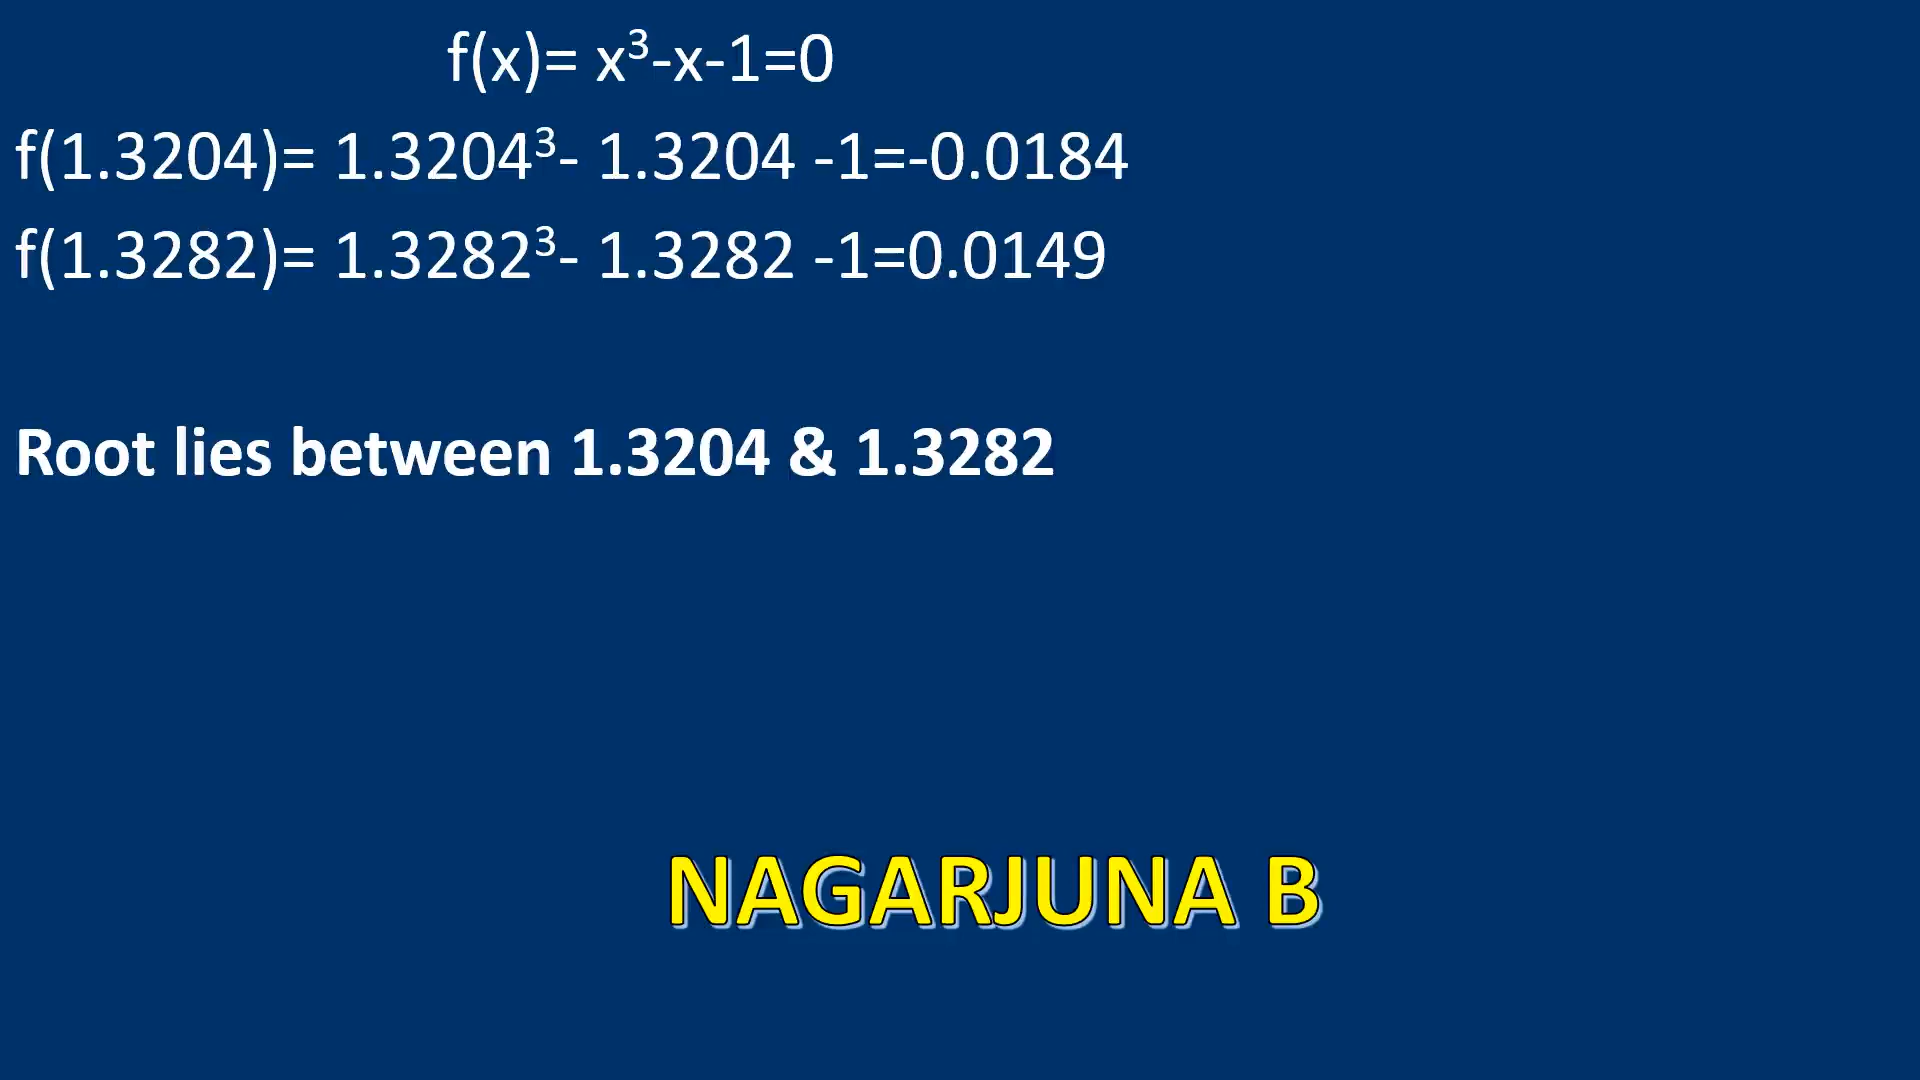 f(x)= x³-x-1=0
f(1.3204)= 1.3204³- 1.3204 -1=-0.0184
f(1.3282)= 1.3282³- 1.3282 -1=0.0149
Root lies between 1.3204 & 1.3282
NAGARJUNA B